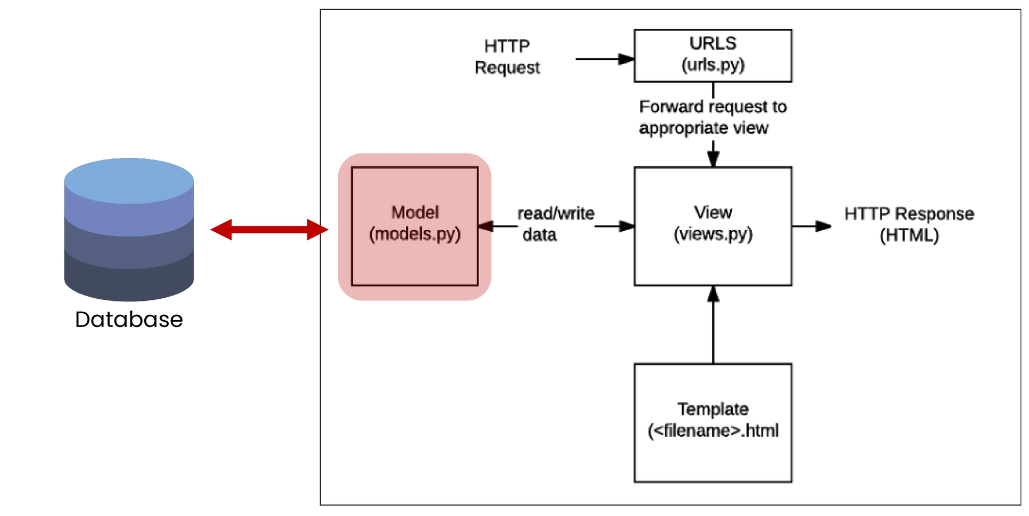 HTTP
Request
URLS
(urls.py)
Forward request to
appropriate view
Model
(models.py)
read/write
data
View
(views.py)
HTTP Response
(HTML)
Database
Template
(<filename>.html